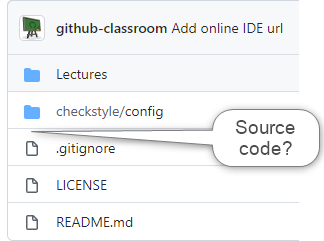 github-classroom Add online IDE url
Lectures
checkstyle/config
Source
code?
.gitignore
LICENSE
README.md